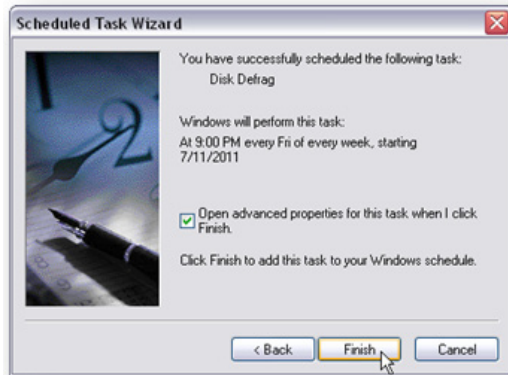 Scheduled Task Wizard
You have successfully scheduled the following task:
Disk Defrag
Windows will perform this task:
At 9:00 PM every Fri of every week, starting
7/11/2011
Open advanced properties for this task when I click
Finish.
Click Finish to add this task to your Windows schedule.
< Back
Finish
Cancel